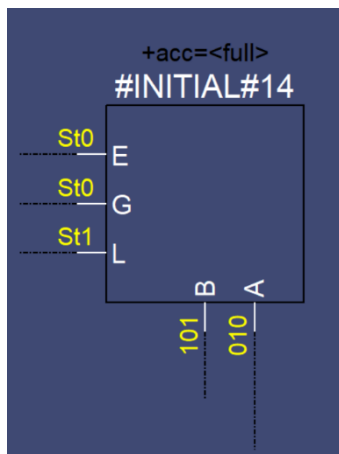 +acc=<full>
#INITIAL#14
St0
E
St0
G
St1
L
B
A
101
010